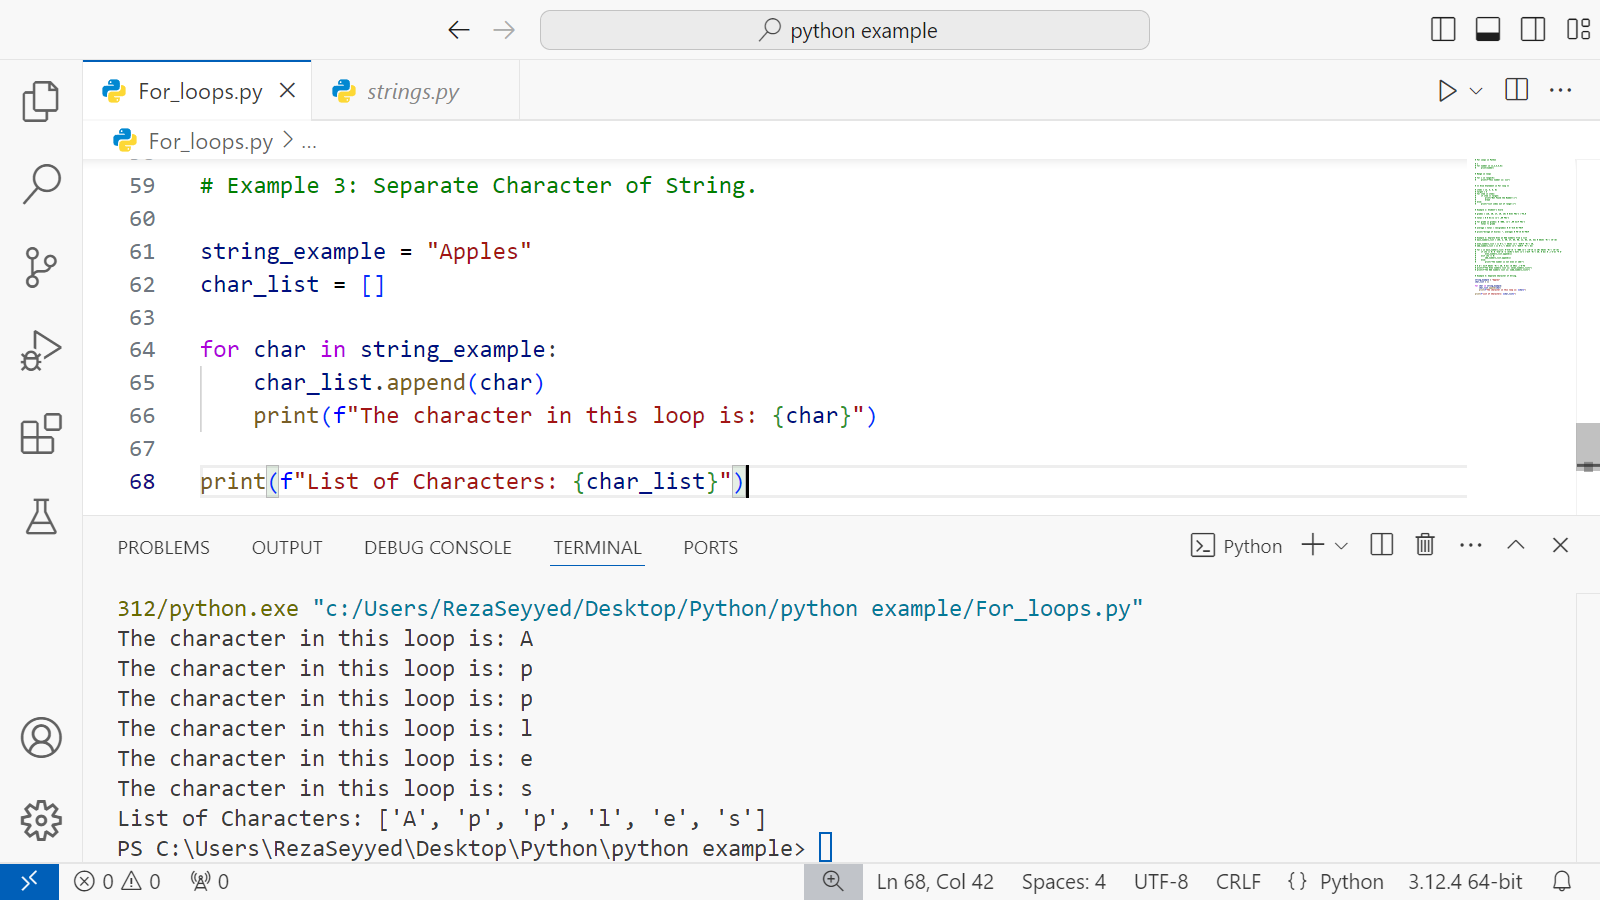 python example
For_loops.py
strings.py
For_loops.py > ...
59 # Example 3: Separate Character of String.
60
61 string_example = "Apples"
62 char_list = []
63
64 for char in string_example:
65     char_list.append(char)
66     print(f"The character in this loop is: {char}")
67
68 print(f"List of Characters: {char_list}")
PROBLEMS OUTPUT DEBUG CONSOLE TERMINAL PORTS Python
312/python.exe "c:/Users/RezaSeyyed/Desktop/Python/python example/For_loops.py"
The character in this loop is: A
The character in this loop is: p
The character in this loop is: p
The character in this loop is: l
The character in this loop is: e
The character in this loop is: s
List of Characters: ['A', 'p', 'p', 'l', 'e', 's']
PS C:\Users\RezaSeyyed\Desktop\Python\python example>
0 0 0 Ln 68, Col 42 Spaces: 4 UTF-8 CRLF {} Python 3.12.4 64-bit